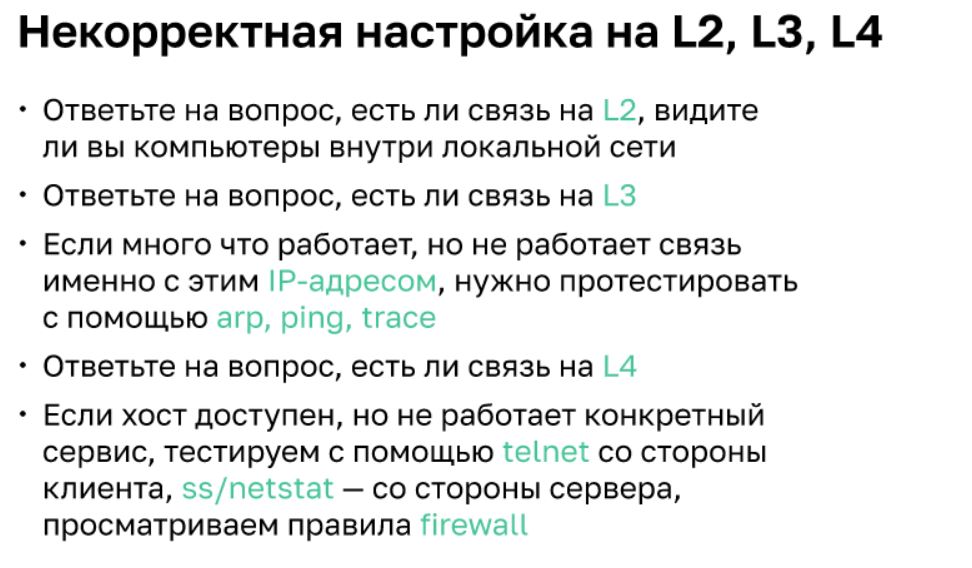 Некорректная настройка на L2, L3, L4
• Ответьте на вопрос, есть ли связь на L2, видите
ли вы компьютеры внутри локальной сети
• Ответьте на вопрос, есть ли связь на L3
• Если много что работает, но не работает связь
именно с этим IP-адресом, нужно протестировать
с помощью arp, ping, trace
• Ответьте на вопрос, есть ли связь на L4
• Если хост доступен, но не работает конкретный
сервис, тестируем с помощью telnet со стороны
клиента, ss/netstat — со стороны сервера,
просматриваем правила firewall